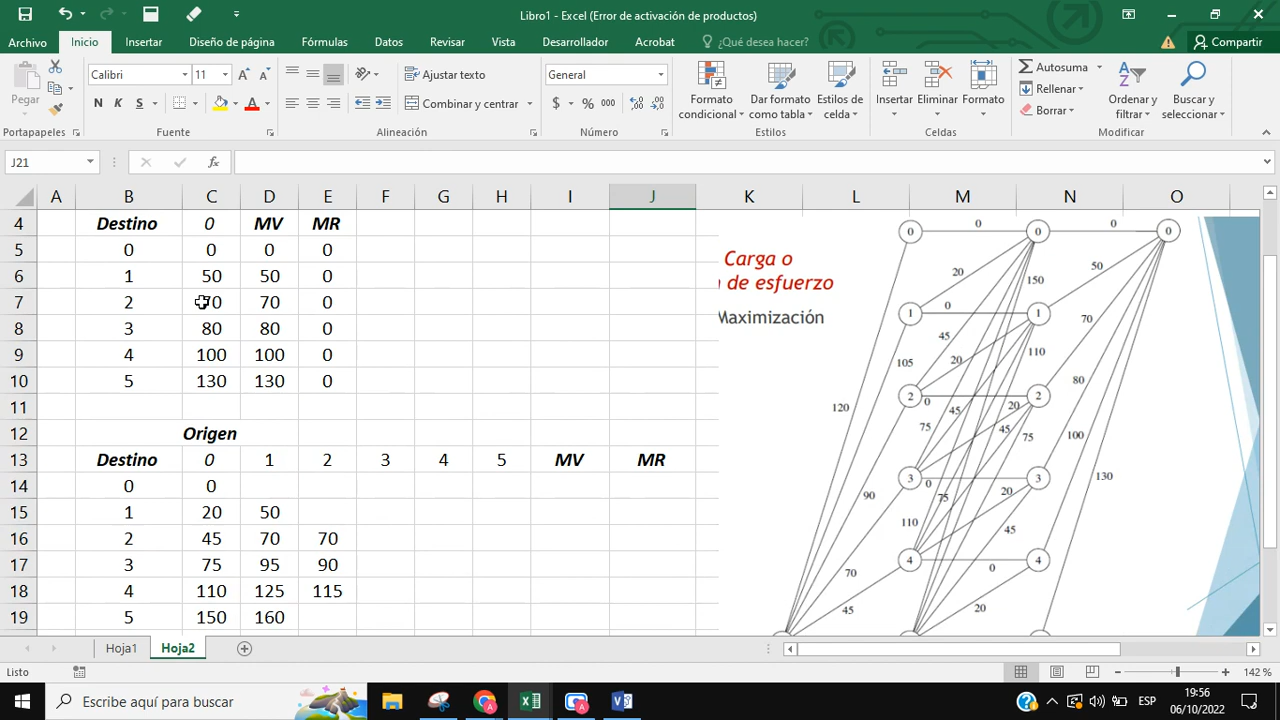 Libro1 - Excel (Error de activación de productos)
Archivo Inicio Insertar Diseño de página Fórmulas Datos Revisar Vista Desarrollador Acrobat ¿Qué desea hacer? Compartir
Pegar
Calibri 11
N K S
Ajustar texto
Combinar y centrar
General
$ % 000
Formato condicional
Dar formato como tabla
Estilos de celda
Insertar Eliminar Formato
Autosuma
Rellenar
Borrar
Ordenar y filtrar
Buscar y seleccionar
Portapapeles Fuente Alineación Número Estilos Celdas Modificar
J21 fx
A B C D E F G H I J K L M N O
4 Destino 0 MV MR
5 0 0 0 0
6 1 50 50 0
7 2 70 70 0
8 3 80 80 0
9 4 100 100 0
10 5 130 130 0
11
12 Origen
13 Destino 0 1 2 3 4 5 MV MR
14 0 0
15 1 20 50
16 2 45 70 70
17 3 75 95 90
18 4 110 125 115
19 5 150 160
Carga o
de esfuerzo
Maximización
0 0 0 0 0
20 150 50
1 0 1
45 70
105 20 110
2 0 2 80
120 45 20
75 45 75 100
3 0 3 130
90 75 20
110 45
4 0 4
70
45 20
Hoja1 Hoja2
Listo 142 %
Escribe aquí para buscar
ESP
19:56
06/10/2022